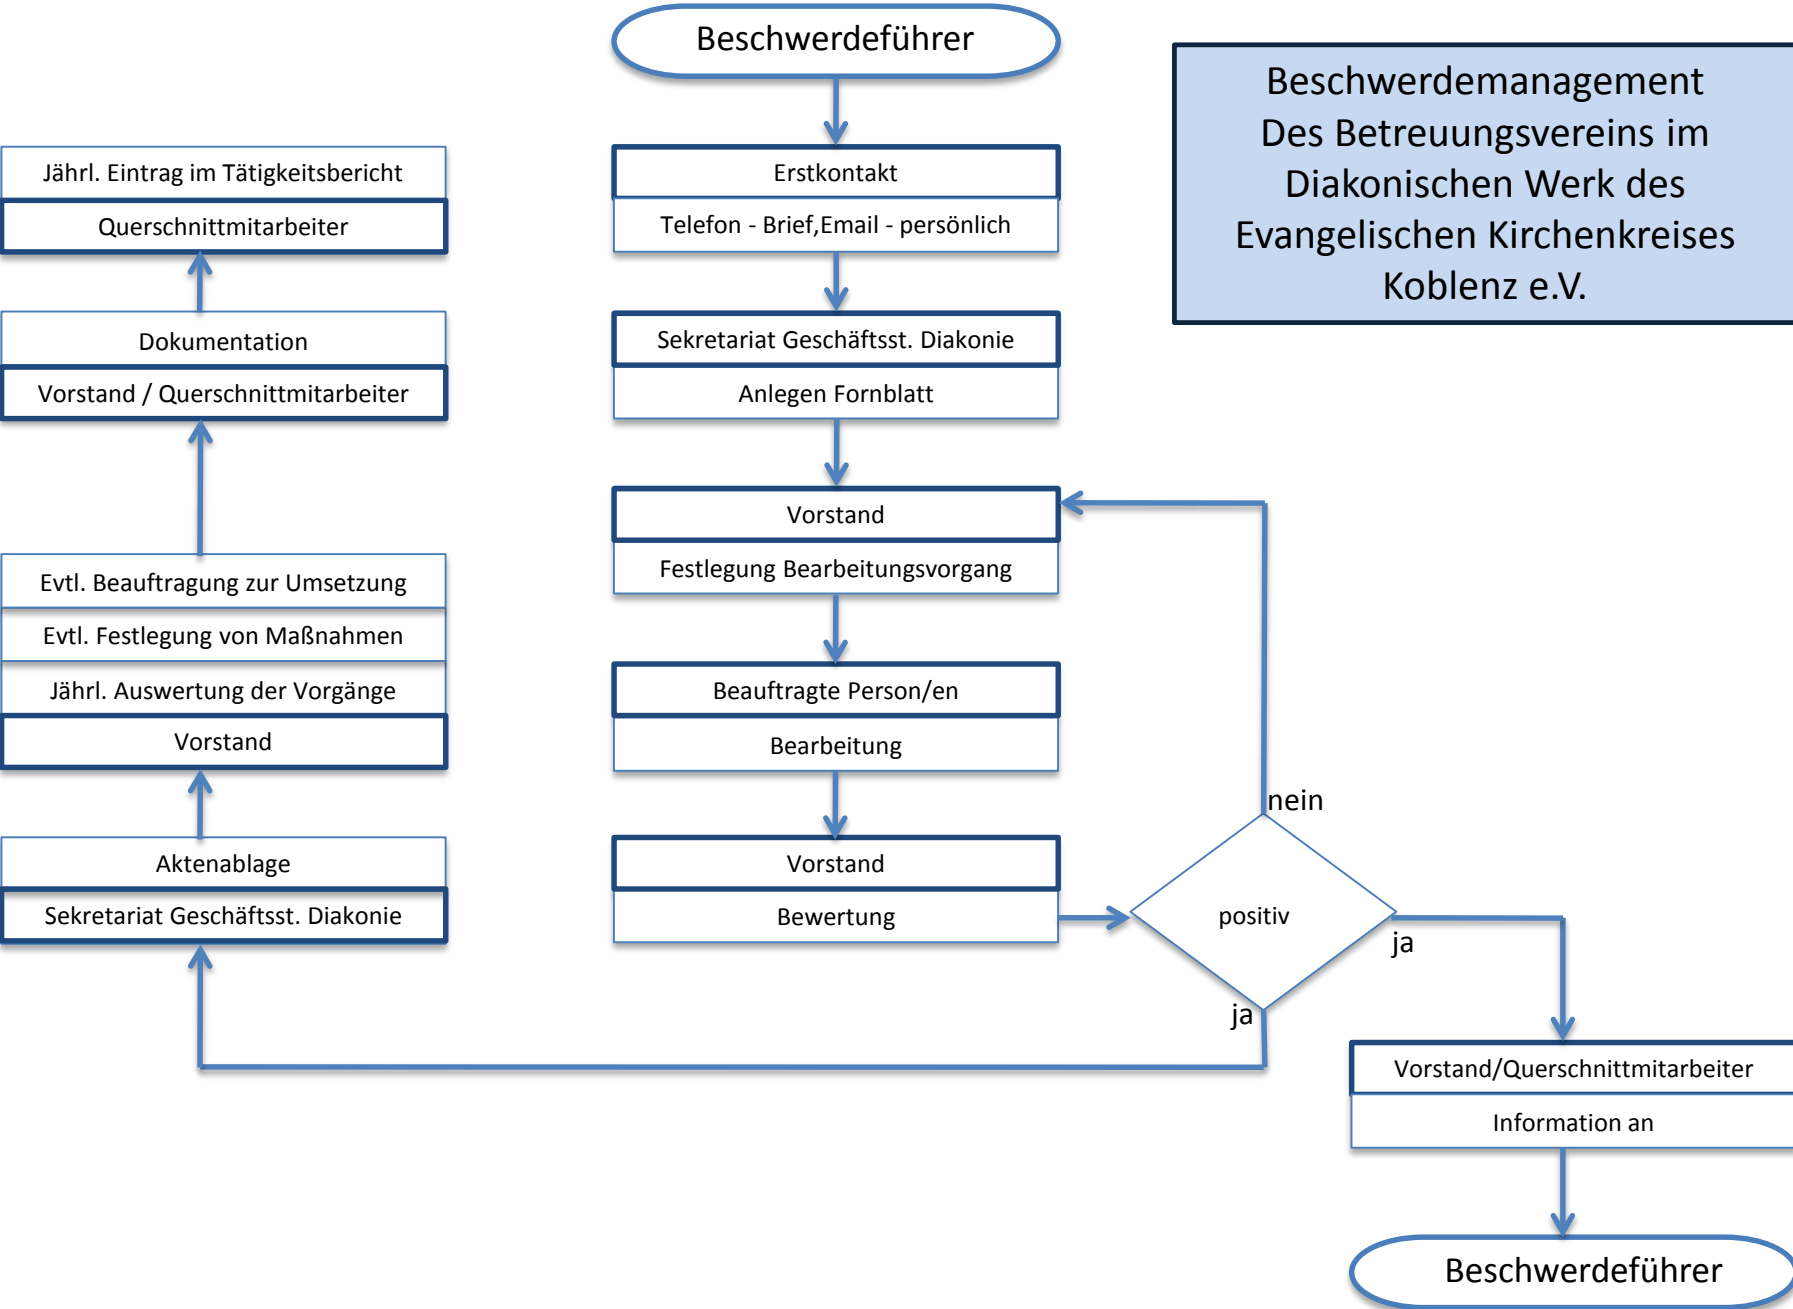 Beschwerdeführer
Beschwerdemanagement
Des Betreuungsvereins im
Diakonischen Werk des
Evangelischen Kirchenkreises
Koblenz e.V.
Erstkontakt
Telefon - Brief,Email - persönlich
Sekretariat Geschäftsst. Diakonie
Anlegen Fornblatt
Vorstand
Festlegung Bearbeitungsvorgang
Beauftragte Person/en
Bearbeitung
Vorstand
Bewertung
positiv
nein
ja
ja
Vorstand/Querschnittmitarbeiter
Information an
Beschwerdeführer
Jährl. Eintrag im Tätigkeitsbericht
Querschnittmitarbeiter
Dokumentation
Vorstand / Querschnittmitarbeiter
Evtl. Beauftragung zur Umsetzung
Evtl. Festlegung von Maßnahmen
Jährl. Auswertung der Vorgänge
Vorstand
Aktenablage
Sekretariat Geschäftsst. Diakonie